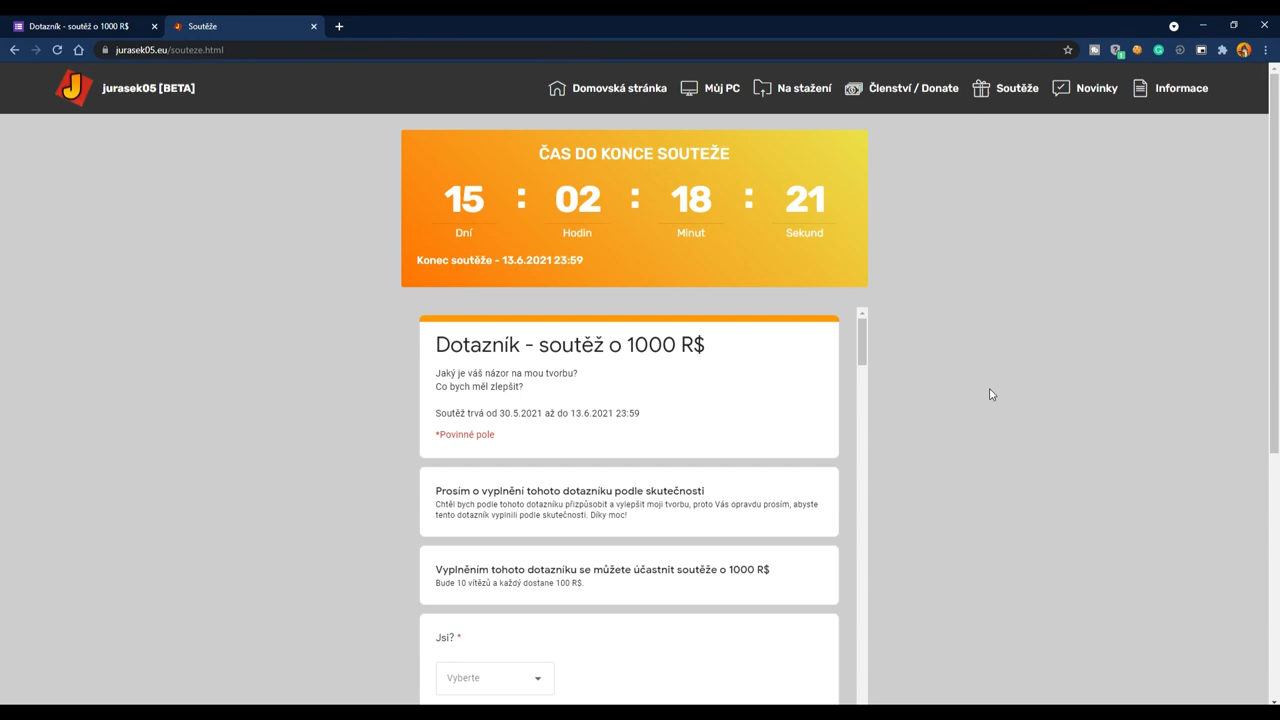 Dotazník - soutěž o 1000 R$
Soutěže
jurasek05.eu/souteze.html
1
J
jurasek05 [BETA]
Domovská stránka
Můj PC
Na stažení
Členství / Donate
Soutěže
Novinky
Informace
ČAS DO KONCE SOUTEŽE
15 : 02 : 18 : 21
Dní Hodin Minut Sekund
Konec soutěže - 13.6.2021 23:59
Dotazník - soutěž o 1000 R$
Jaký je váš názor na mou tvorbu?
Co bych měl zlepšit?
Soutěž trvá od 30.5.2021 až do 13.6.2021 23:59
*Povinné pole
Prosím o vyplnění tohoto dotazníku podle skutečnosti
Chtěl bych podle tohoto dotazníku přizpůsobit a vylepšit moji tvorbu, proto Vás opravdu prosím, abyste
tento dotazník vyplnili podle skutečnosti. Díky moc!
Vyplněním tohoto dotazníku se můžete účastnit soutěže o 1000 R$
Bude 10 vítězů a každý dostane 100 R$.
Jsi? *
Vyberte